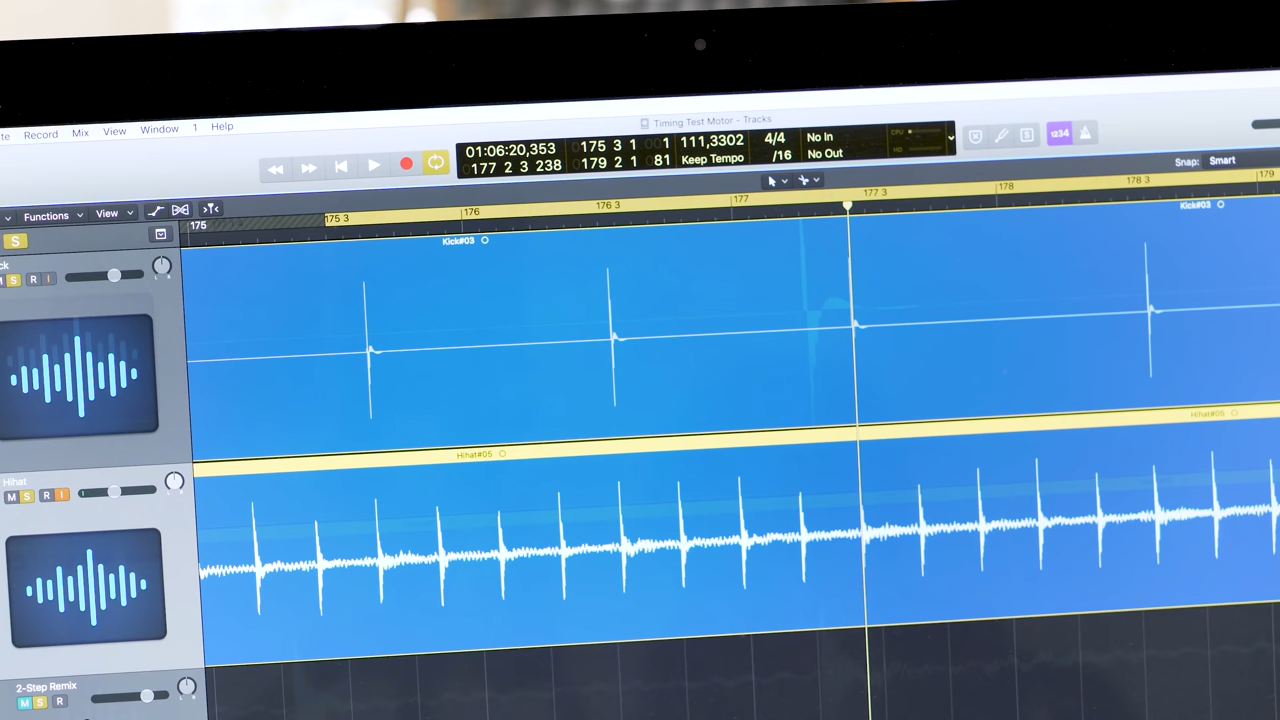 Record Mix View Window 1 Help
Timing Test Motor - Tracks
01:06:20,353 175 3 1 1 111,3302 4/4 No In
177 2 3 238 179 2 1 81 Keep Tempo /16 No Out
CPU
HD
S
1234
Functions View
Snap: Smart
175 175 3 176 176 3 177 177 3 178 178 3 179
S
Kick#03 Kick#03
S R I
L R
Hihat#05 Hihat#05
Hihat
M S R I
L R
2-Step Remix
M S R
L R